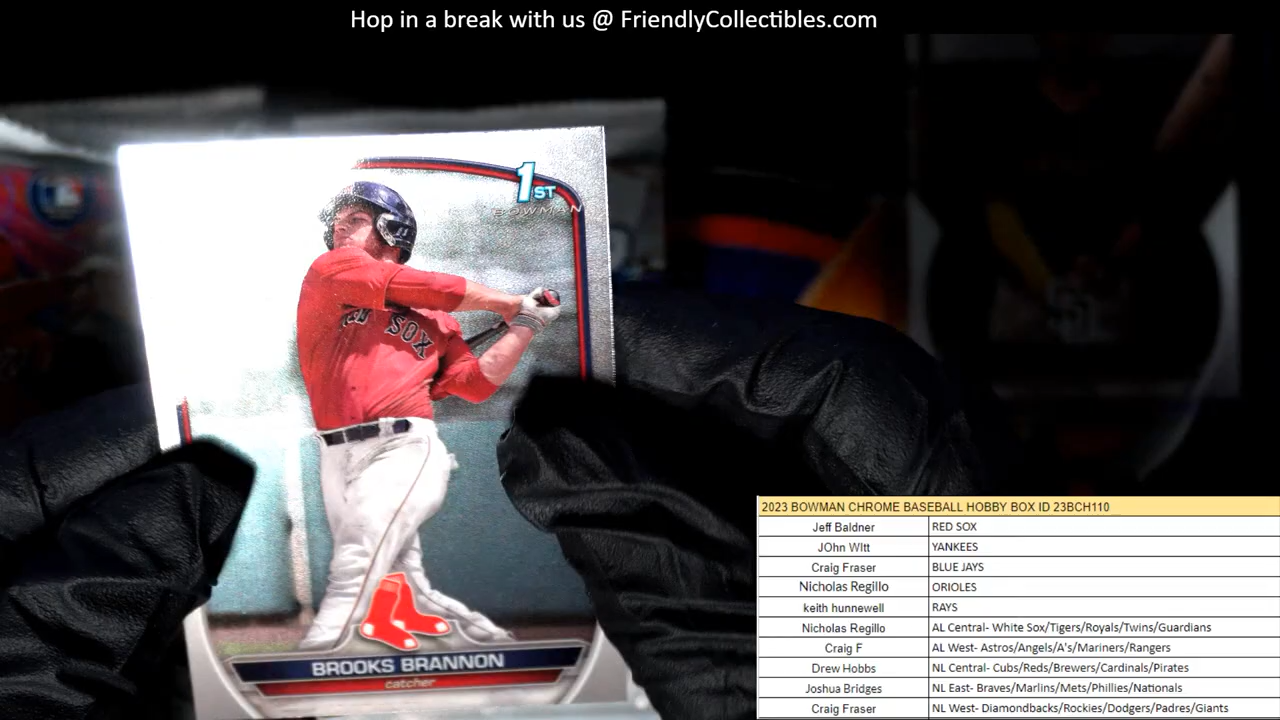 Hop in a break with us @ FriendlyCollectibles.com
1ST
BOWMAN
RED SOX
BROOKS BRANNON
catcher
2023 BOWMAN CHROME BASEBALL HOBBY BOX ID 23BCH110
Jeff Baldner RED SOX
JOhn WItt YANKEES
Craig Fraser BLUE JAYS
Nicholas Regillo ORIOLES
keith hunnewell RAYS
Nicholas Regillo AL Central- White Sox/Tigers/Royals/Twins/Guardians
Craig F AL West- Astros/Angels/A's/Mariners/Rangers
Drew Hobbs NL Central- Cubs/Reds/Brewers/Cardinals/Pirates
Joshua Bridges NL East- Braves/Marlins/Mets/Phillies/Nationals
Craig Fraser NL West- Diamondbacks/Rockies/Dodgers/Padres/Giants